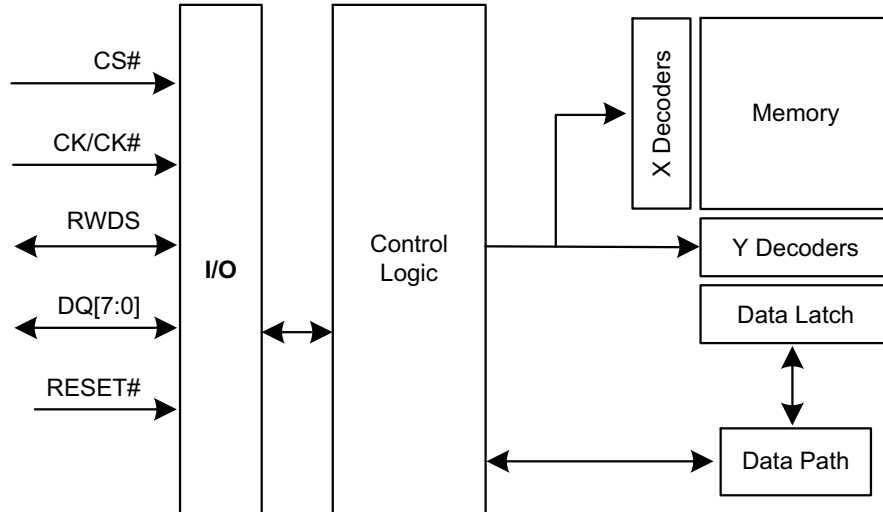 CS#
CK/CK#
RWDS
DQ[7:0]
RESET#
I/O
Control
Logic
X Decoders
Memory
Y Decoders
Data Latch
Data Path